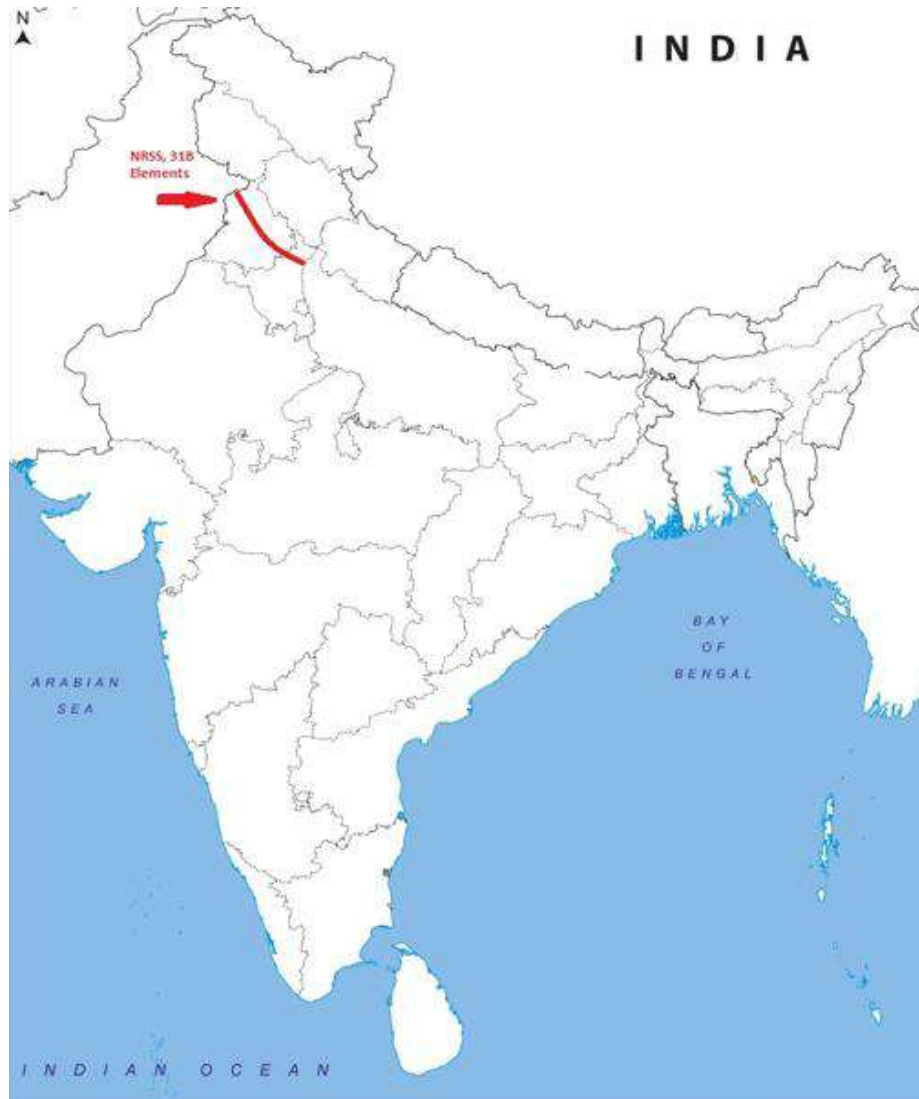 N
INDIA
NRSS, 31B
Elements
ARABIAN
SEA
BAY
OF
BENGAL
INDIAN OCEAN